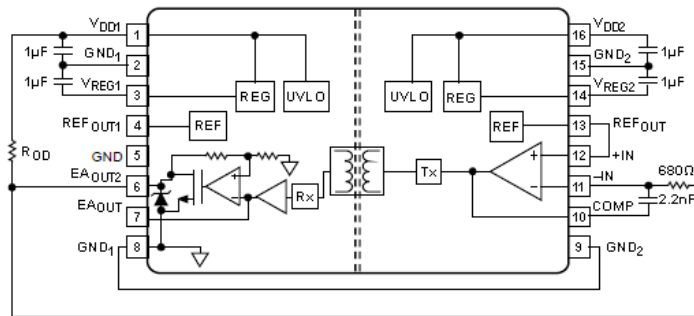 VDD1
1
1µF
GND1
2
1µF
VREG1
3
REFOUT1
4
GND
5
ROD
EAOUT2
6
EAOUT
7
GND1
8
REG
UVLO
REF
Rx
Tx
UVLO
REG
REF
16
VDD2
1µF
15
GND2
1µF
14
VREG2
13
REFOUT
12
+IN
11
–IN
680Ω
10
COMP
2.2nF
9
GND2
+
–
+
–